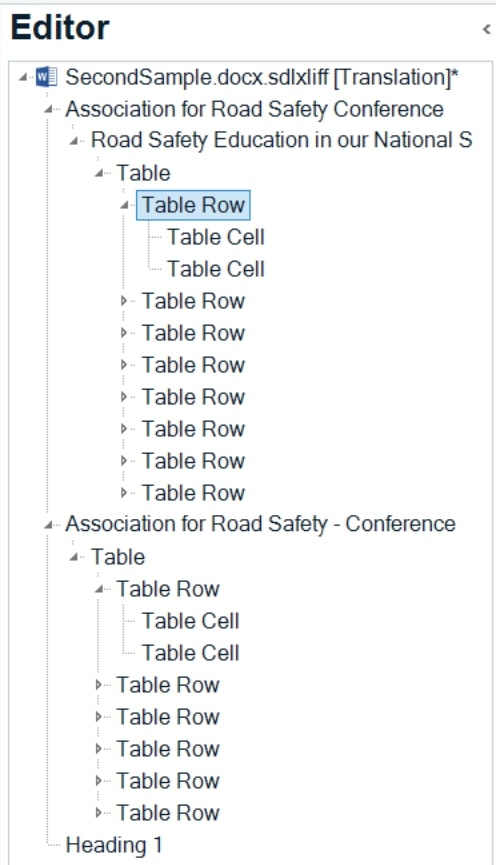 Editor
SecondSample.docx.sdlxliff [Translation]*
Association for Road Safety Conference
Road Safety Education in our National S
Table
Table Row
Table Cell
Table Cell
Table Row
Table Row
Table Row
Table Row
Table Row
Table Row
Table Row
Association for Road Safety - Conference
Table
Table Row
Table Cell
Table Cell
Table Row
Table Row
Table Row
Table Row
Table Row
Heading 1